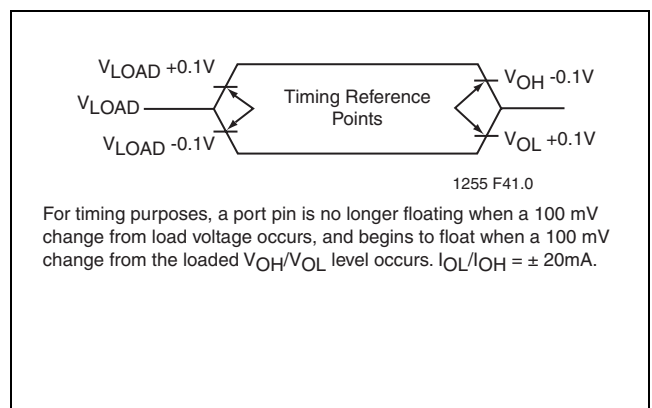 VLOAD +0.1V
VLOAD
VLOAD -0.1V
Timing Reference
Points
VOH -0.1V
VOL +0.1V
1255 F41.0
For timing purposes, a port pin is no longer floating when a 100 mV
change from load voltage occurs, and begins to float when a 100 mV
change from the loaded VOH/VOL level occurs. IOL/IOH = ± 20mA.